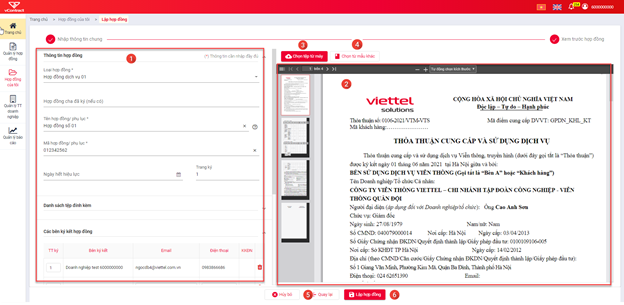 vContract
Trang chủ > Hợp đồng của tôi > Lập hợp đồng
Trang chủ
Quản lý hợp đồng
Hợp đồng của tôi
Quản lý TT doanh nghiệp
Quản lý báo cáo
Nhập thông tin chung
Xem trước hợp đồng
Thông tin hợp đồng
(*) Thông tin cần nhập đầy đủ
1
Loại hợp đồng *
Hợp đồng dịch vụ 01
Hợp đồng cha đã ký (nếu có)
Tên hợp đồng/ phụ lục *
Hợp đồng số 01
Mã hợp đồng/ phụ lục *
012342562
Ngày hết hiệu lực
Trang ký
1
Danh sách tệp đính kèm
Các bên ký kết hợp đồng
TT ký
Bên ký kết
Email
Điện thoại
XMDN
1
Doanh nghiệp test 6000000000
ngocdh8@viettel.com.vn
0983866686
3
4
Chọn tệp từ máy
Chọn từ mẫu khác
Tự động chọn kích thước
2
viettel
solutions
CỘNG HÒA XÃ HỘI CHỦ NGHĨA VIỆT NAM
Độc lập – Tự do – Hạnh phúc
Thỏa thuận số: 0106-2021/VTM-VTS
Mã điểm cung cấp DVVT: GPDN_KHL_KT
Mã khách hàng:
THỎA THUẬN CUNG CẤP VÀ SỬ DỤNG DỊCH VỤ
Thỏa thuận cung cấp và sử dụng dịch vụ Viễn thông, truyền hình (dưới đây gọi tắt là “Thỏa thuận”)
được ký kết ngày 01 tháng 06 năm 2021 tại Hà Nội giữa và bởi:
BÊN SỬ DỤNG DỊCH VỤ VIỄN THÔNG (Gọi tắt là “Bên A” hoặc “Khách hàng”)
Tên Doanh nghiệp/Tổ chức/Cá nhân:
CÔNG TY VIỄN THÔNG VIETTEL – CHI NHÁNH TẬP ĐOÀN CÔNG NGHIỆP - VIỄN
THÔNG QUÂN ĐỘI
Người đại diện (áp dụng đối với Doanh nghiệp/tổ chức): Ông Cao Anh Sơn
Chức vụ: Giám đốc
Ngày sinh: 27/08/1979 Nam/nữ: Nam
Số CMND: 040079000014 Nơi cấp: Hà Nội Ngày cấp: 03/04/2013
Số Giấy Chứng nhận ĐKDN/Quyết định thành lập/Giấy phép đầu tư: 0100109106-005
Nơi cấp: Sở KHĐT TP Hà Nội Ngày cấp: 14/02/2012
Địa chỉ (theo CMND/Căn cước/Giấy Chứng nhận ĐKDN/Quyết định thành lập/Giấy phép đầu tư):
Số 1 Giang Văn Minh, Phường Kim Mã, Quận Ba Đình, Thành phố Hà Nội
Điện thoại: 024 62651390 Email:
Hủy bỏ
5
Quay lại
Lập hợp đồng
6